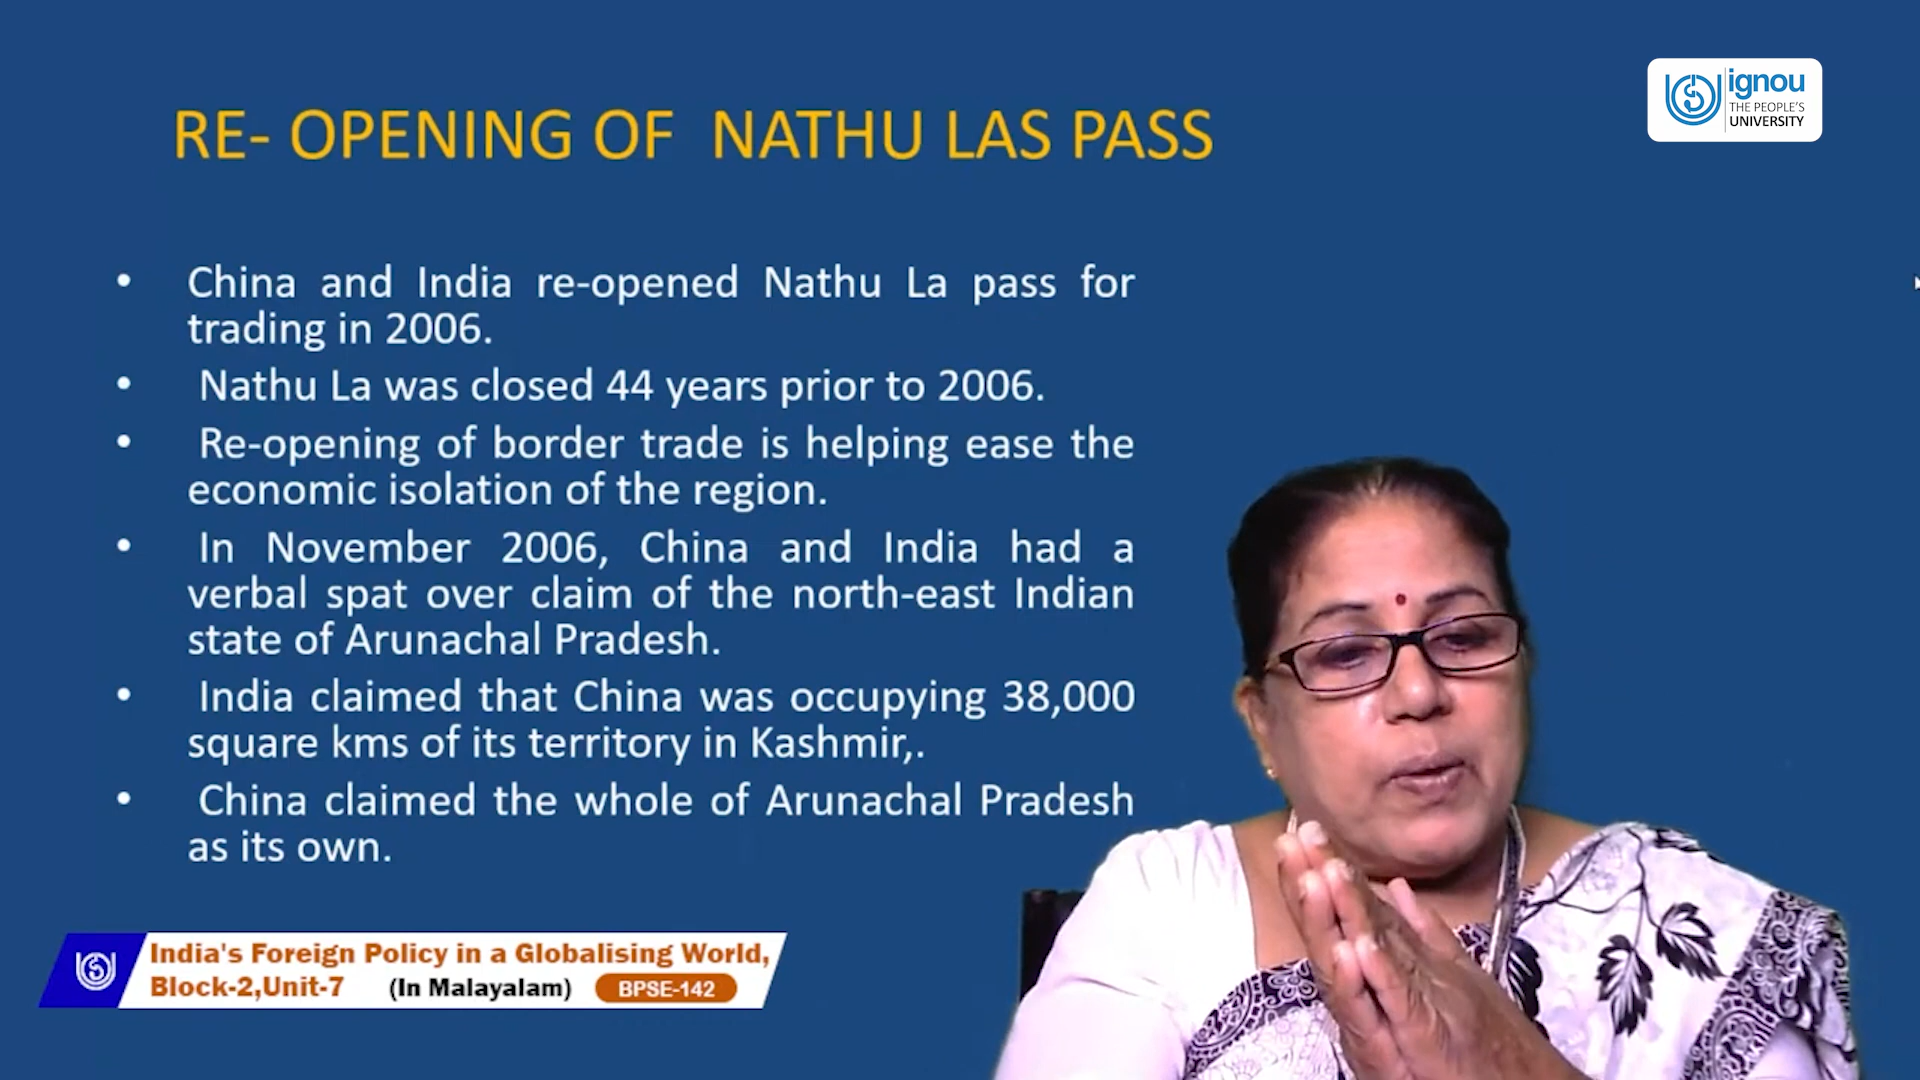 ignou
THE PEOPLE'S
UNIVERSITY
RE- OPENING OF NATHU LAS PASS
• China and India re-opened Nathu La pass for
trading in 2006.
• Nathu La was closed 44 years prior to 2006.
• Re-opening of border trade is helping ease the
economic isolation of the region.
• In November 2006, China and India had a
verbal spat over claim of the north-east Indian
state of Arunachal Pradesh.
• India claimed that China was occupying 38,000
square kms of its territory in Kashmir,.
• China claimed the whole of Arunachal Pradesh
as its own.
India's Foreign Policy in a Globalising World,
Block-2,Unit-7 (In Malayalam) BPSE-142